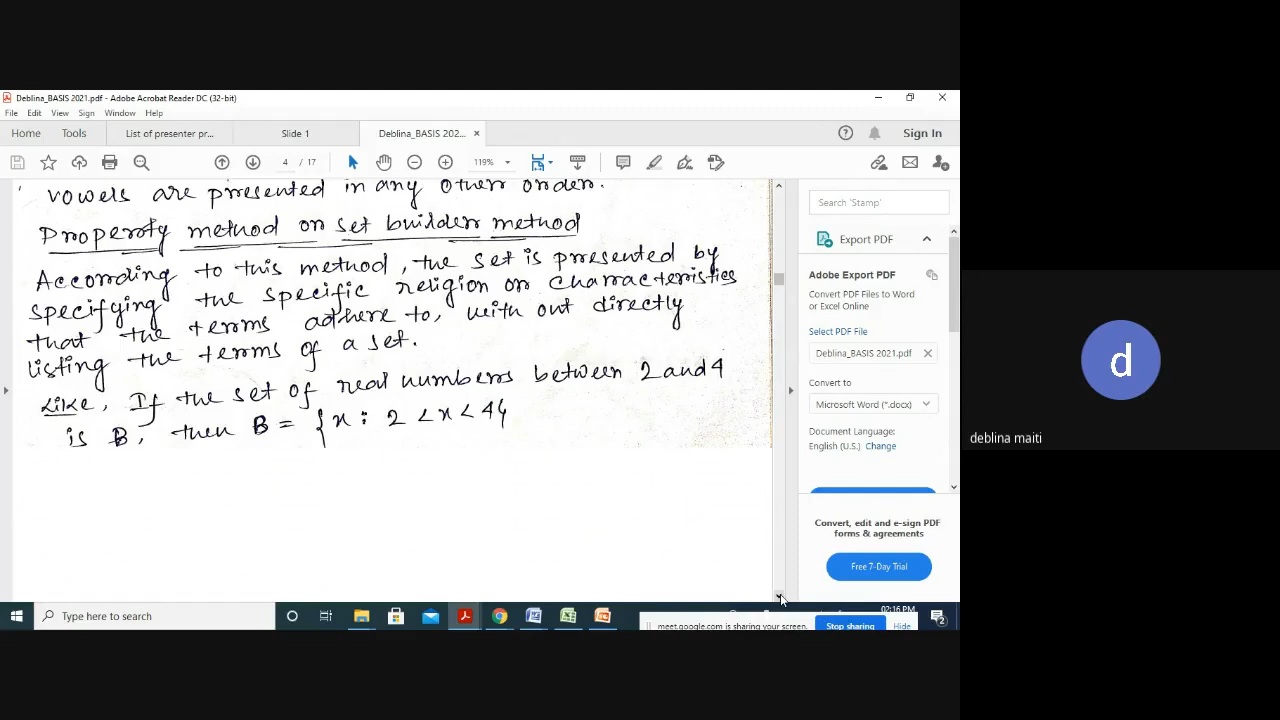 Deblina_BASIS 2021.pdf - Adobe Acrobat Reader DC (32-bit)
File Edit View Sign Window Help
Home Tools List of presenter pr... Slide 1 Deblina_BASIS 202... × Sign In
4 / 17 119%
vowels are presented in any other order.
Property method or set builder method
According to this method, the set is presented by
specifying the specific religion or characteristics
that the terms adhere to, with out directly
listing the terms of a set.
Like, If the set of real numbers between 2 and 4
is B, then B = {x : 2 < x < 4}
Search 'Stamp'
Export PDF
Adobe Export PDF
Convert PDF Files to Word
or Excel Online
Select PDF File
Deblina_BASIS 2021.pdf
Convert to
Microsoft Word (*.docx)
Document Language:
English (U.S.) Change
Convert, edit and e-sign PDF
forms & agreements
Free 7-Day Trial
d
deblina maiti
Type here to search
02:16 PM
2
meet.google.com is sharing your screen. Stop sharing Hide